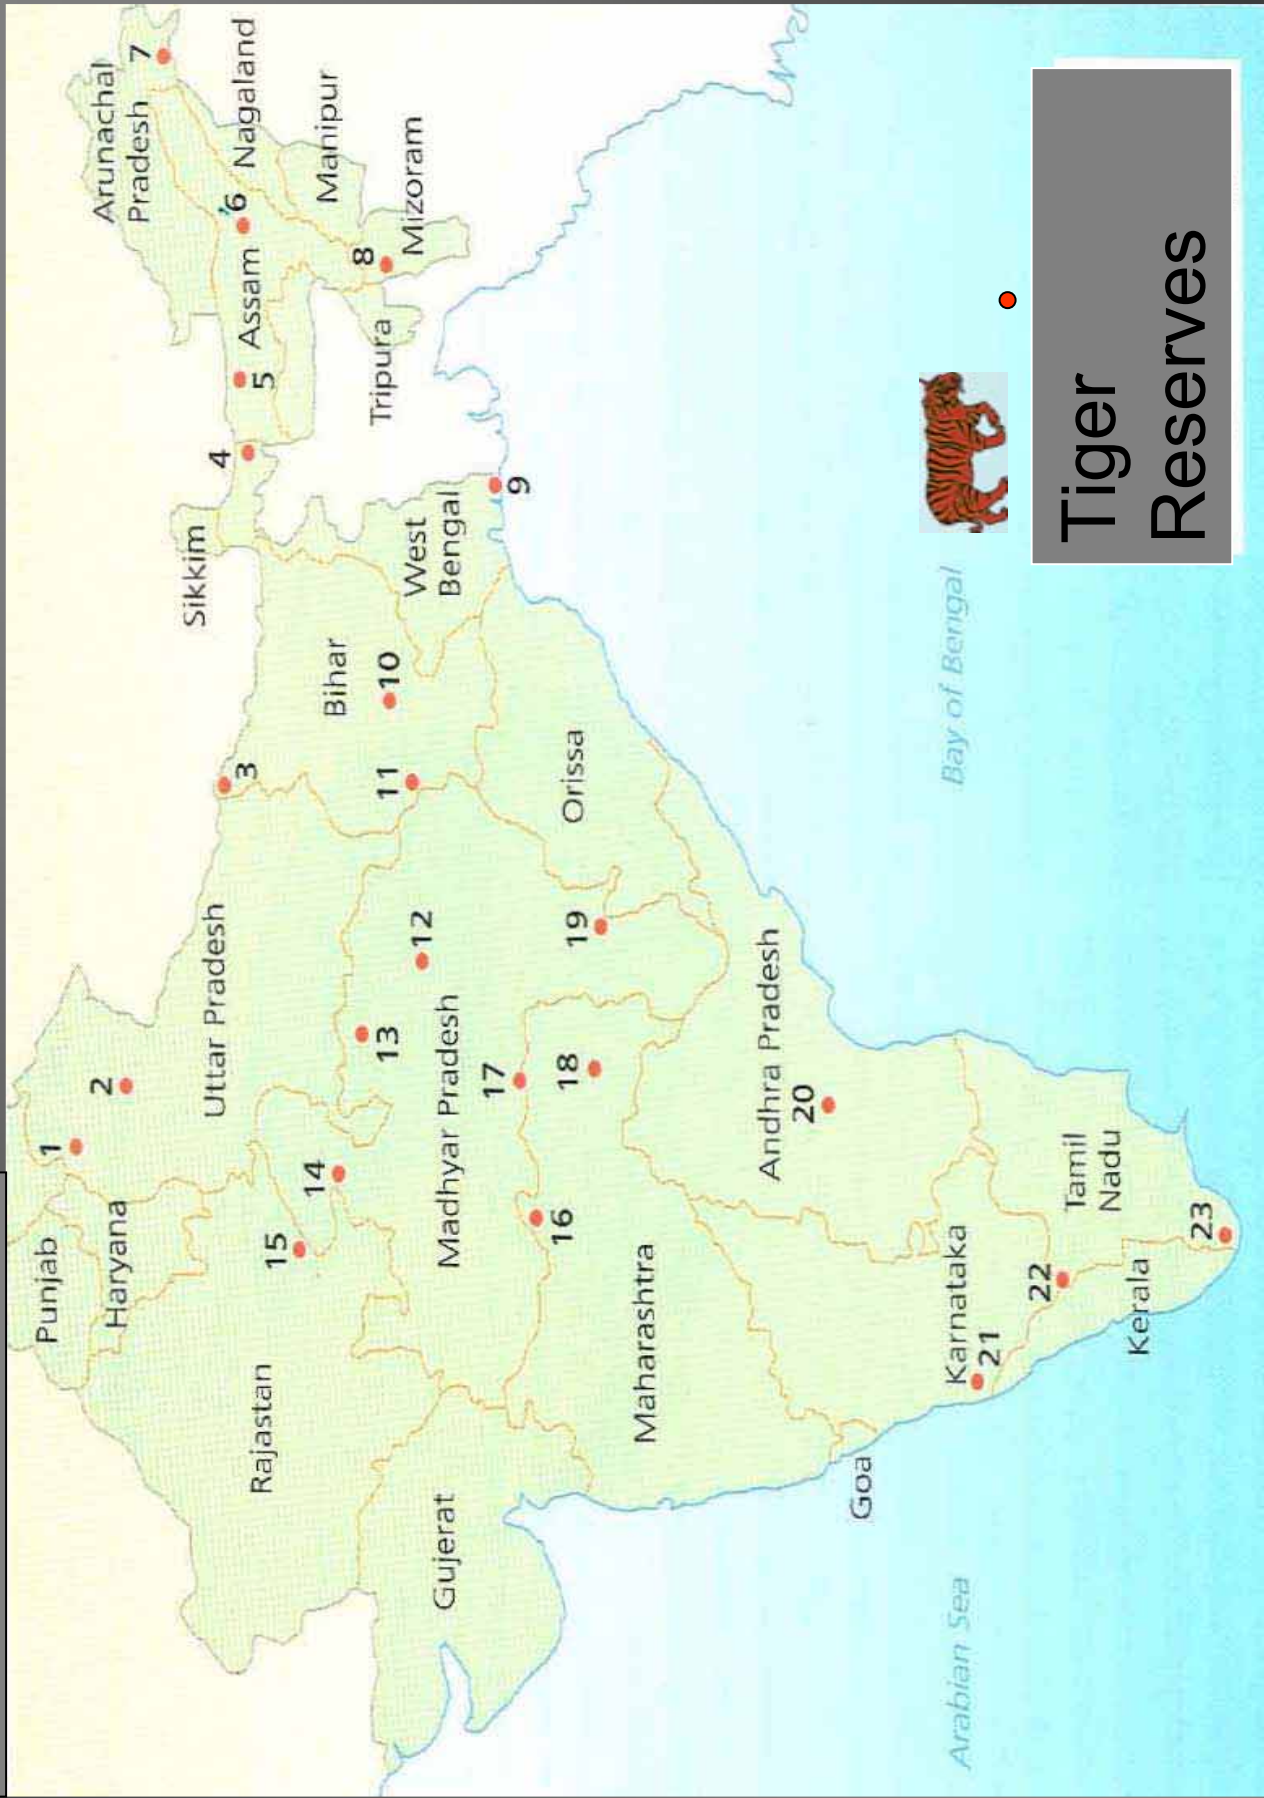 Punjab
1
Haryana
2
Uttar Pradesh
Rajastan
15
14
13
Gujerat
Madhyar Pradesh
12
11
3
Bihar
10
Sikkim
4
5
Assam
6
Arunachal
Pradesh
7
Nagaland
Manipur
8
Mizoram
Tripura
West
Bengal
9
Orissa
19
17
18
16
Maharashtra
Andhra Pradesh
20
Goa
Karnataka
21
22
Tamil
Nadu
Kerala
23
Arabian Sea
Bay of Bengal
Tiger
Reserves